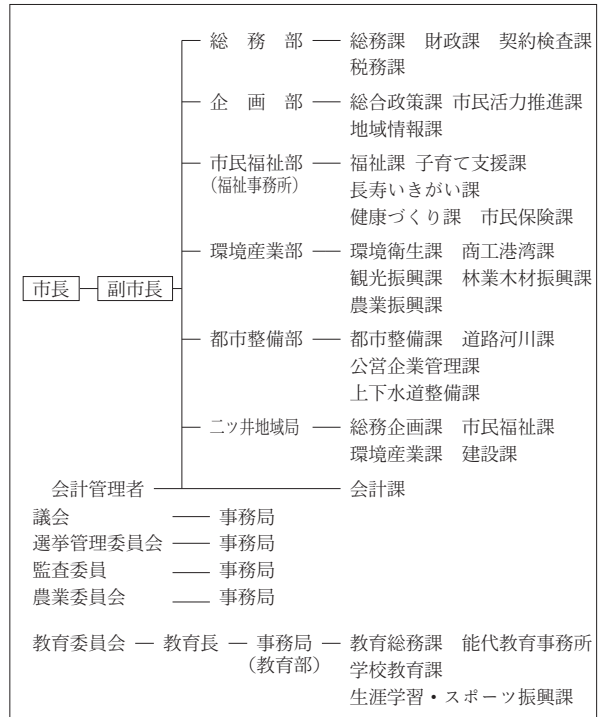 総務部 総務課 財政課 契約検査課
税務課
企画部 総合政策課 市民活力推進課
地域情報課
市民福祉部 福祉課 子育て支援課
(福祉事務所) 長寿いきがい課
健康づくり課 市民保険課
環境産業部 環境衛生課 商工港湾課
市長 副市長 観光振興課 林業木材振興課
農業振興課
都市整備部 都市整備課 道路河川課
公営企業管理課
上下水道整備課
二ツ井地域局 総務企画課 市民福祉課
環境産業課 建設課
会計管理者 会計課
議会 事務局
選挙管理委員会 事務局
監査委員 事務局
農業委員会 事務局
教育委員会 教育長 事務局 教育総務課 能代教育事務所
(教育部) 学校教育課
生涯学習・スポーツ振興課